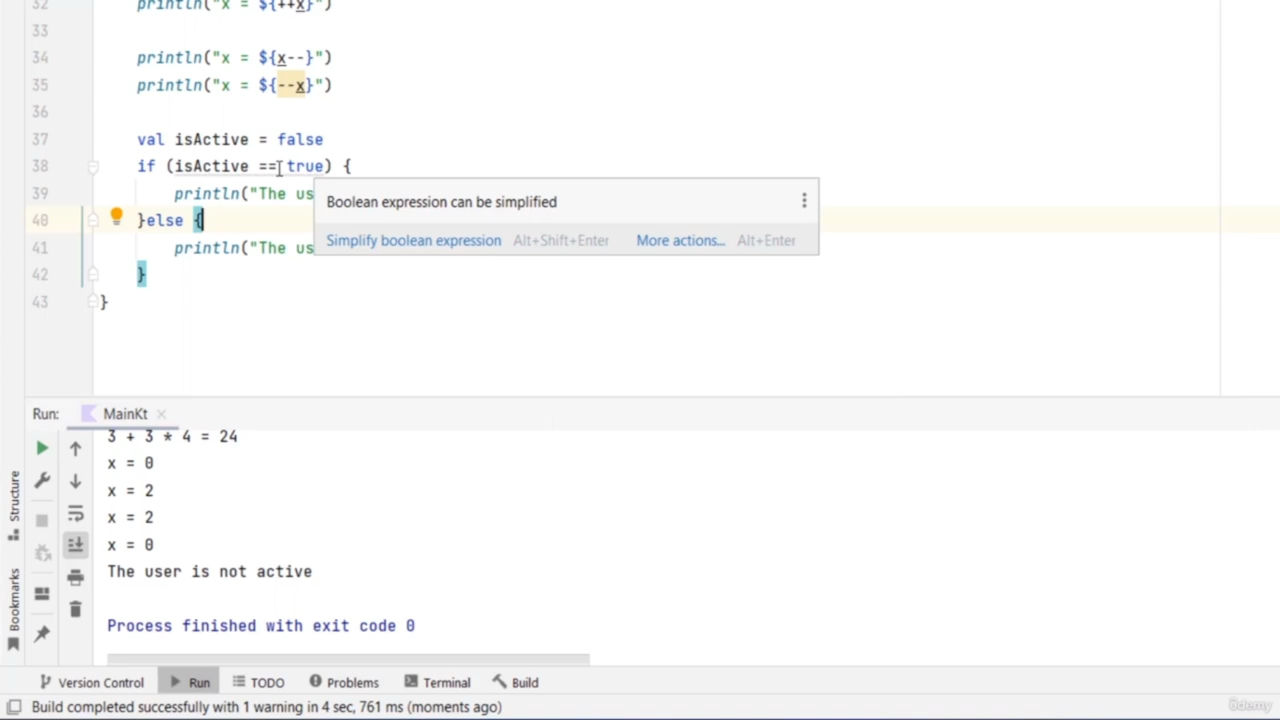 32 println("x = ${++x}")
33
34 println("x = ${x--}")
35 println("x = ${--x}")
36
37 val isActive = false
38 if (isActive == true) {
39 println("The us
Boolean expression can be simplified
40 }else {
Simplify boolean expression Alt+Shift+Enter More actions... Alt+Enter
41 println("The us
42 }
43 }
Run: MainKt
3 + 3 * 4 = 24
x = 0
x = 2
x = 2
x = 0
The user is not active
Process finished with exit code 0
Structure
Bookmarks
Version Control Run TODO Problems Terminal Build
Build completed successfully with 1 warning in 4 sec, 761 ms (moments ago)
ûdemy